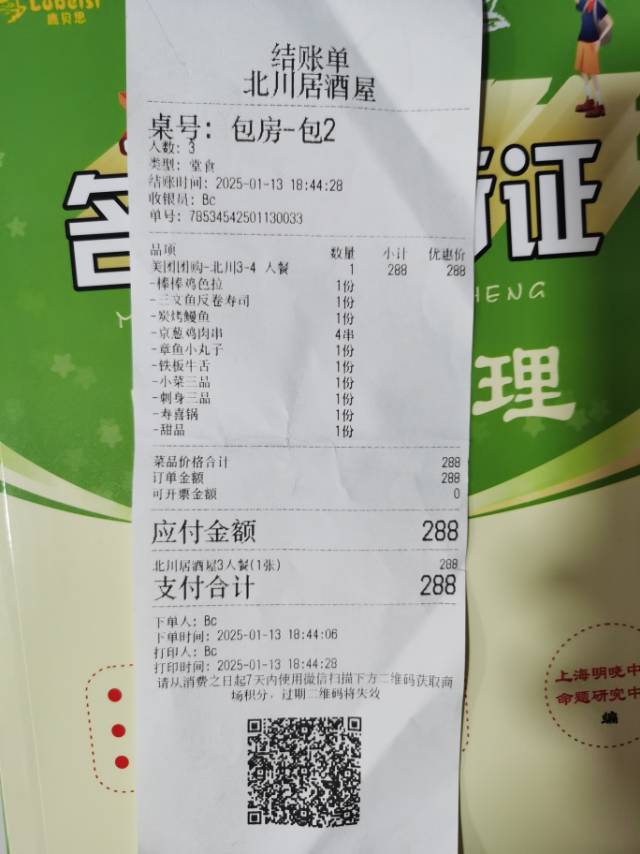 Lobeisi
鲁贝思
结账单
北川居酒屋
桌号: 包房-包2
人数: 3
类型: 堂食
结账时间: 2025-01-13 18:44:28
收银员: Bc
单号: 78534542501130033
品项 数量 小计 优惠价
美团团购-北川3-4 人餐 1 288 288
-棒棒鸡色拉 1份
-三文鱼反卷寿司 1份
-炭烤鳗鱼 1份
-京葱鸡肉串 4串
-章鱼小丸子 1份
-铁板牛舌 1份
-小菜三品 1份
-刺身三品 1份
-寿喜锅 1份
-甜品 1份
菜品价格合计 288
订单金额 288
可开票金额 0
应付金额 288
北川居酒屋3人餐(1张) 288
支付合计 288
下单人: Bc
下单时间: 2025-01-13 18:44:06
打印人: Bc
打印时间: 2025-01-13 18:44:28
请从消费之日起7天内使用微信扫描下方二维码获取商
场积分，过期二维码将失效
名
证
HENG
理
上海明晓中
命题研究中
编